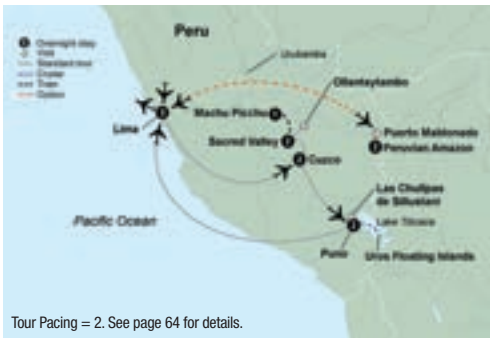 Peru
Overnight stay
Visit
Standard tour
Cruise
Train
Option
Urubamba
Ollantaytambo
Machu Picchu
Lima
Sacred Valley
Cuzco
Puerto Maldonado
Peruvian Amazon
Las Chullpas
de Sillustani
Lake Titicaca
Pacific Ocean
Puno
Uros Floating Islands
Tour Pacing = 2. See page 64 for details.